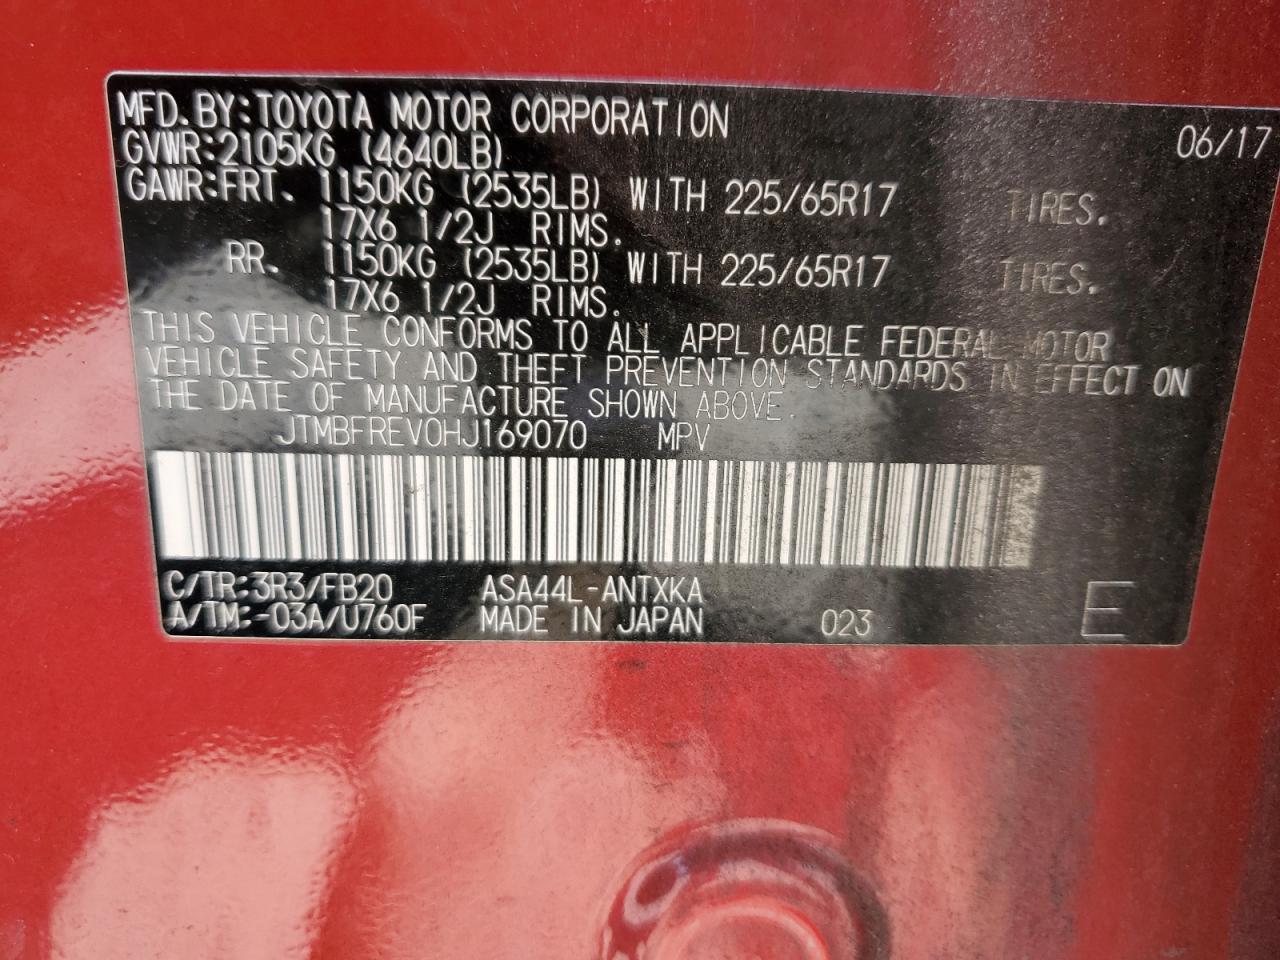 MFD. BY: TOYOTA MOTOR CORPORATION 06/17
GVWR: 2105KG (4640LB)
GAWR: FRT. 1150KG (2535LB) WITH 225/65R17 TIRES.
17X6 1/2J RIMS.
RR. 1150KG (2535LB) WITH 225/65R17 TIRES.
17X6 1/2J RIMS.
THIS VEHICLE CONFORMS TO ALL APPLICABLE FEDERAL MOTOR
VEHICLE SAFETY AND THEFT PREVENTION STANDARDS IN EFFECT ON
THE DATE OF MANUFACTURE SHOWN ABOVE.
JTMBFREV0HJ169070 MPV
C/TR: 3R3/FB20 ASA44L-ANTXKA
A/TM: -03A/U760F MADE IN JAPAN 023 E